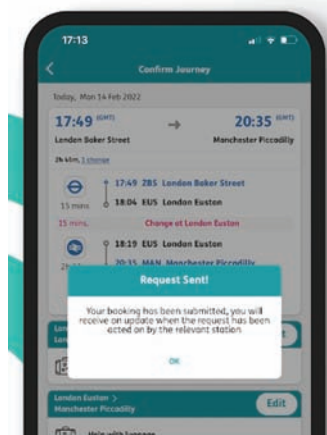 17:13
Confirm Journey
Today, Mon 14 Feb 2022
17:49 (GMT) → 20:35 (GMT)
London Baker Street Manchester Piccadilly
2h 46m, 1 change
17:49 ZBS London Baker Street
15 mins 18:04 EUS London Euston
15 mins, Change at London Euston
18:19 EUS London Euston
20:35 MAN Manchester Piccadilly
Request Sent!
Your booking has been submitted, you will
receive an update when the request has been
acted on by the relevant station
OK
London Euston >
Manchester Piccadilly
Edit
Help with Luggage